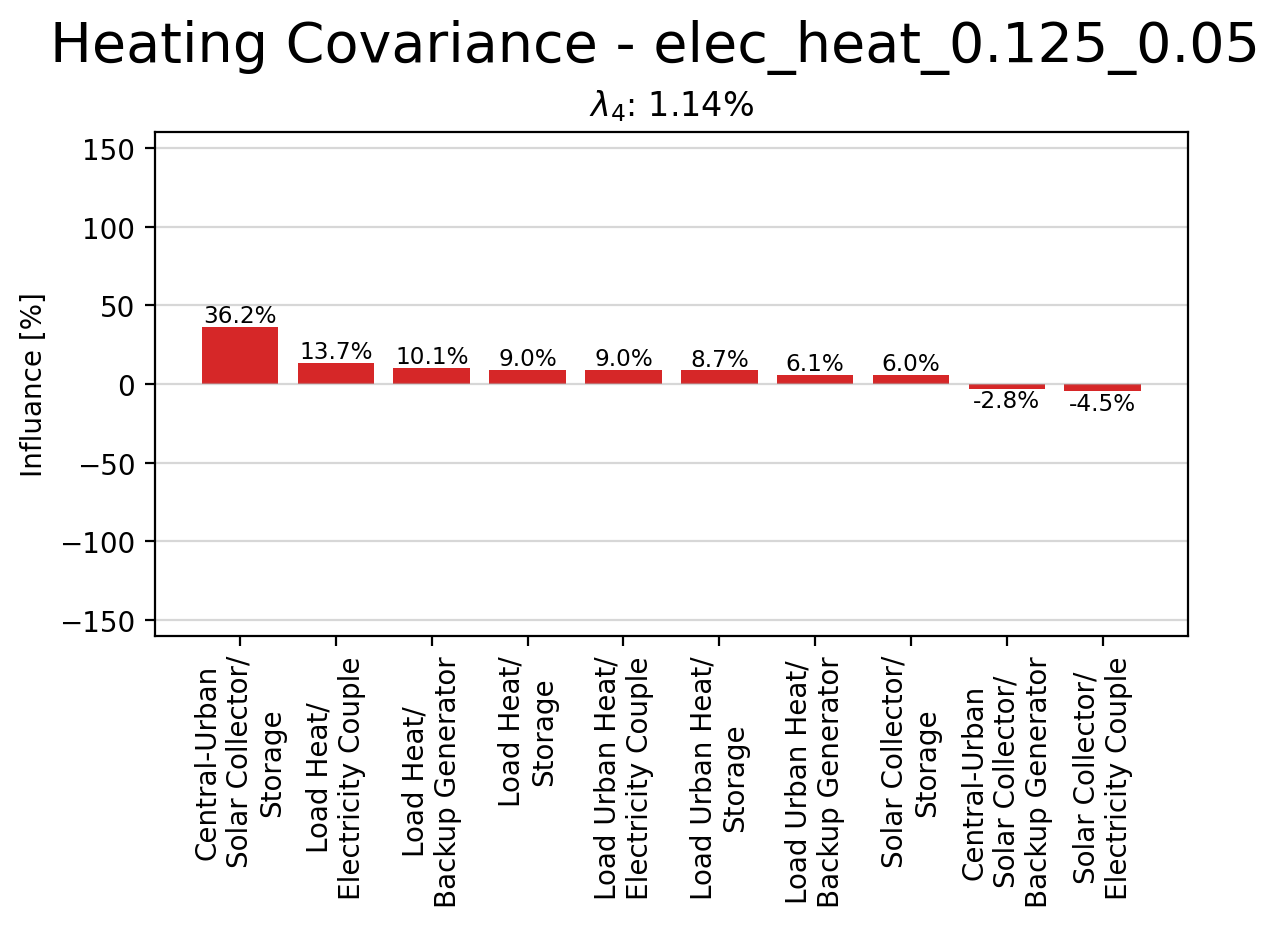 Heating Covariance - elec_heat_0.125_0.05
λ4: 1.14%
Influance [%]
150
100
50
0
−50
−100
−150
36.2%
13.7%
10.1%
9.0%
9.0%
8.7%
6.1%
6.0%
-2.8%
-4.5%
Central-Urban
Solar Collector/
Storage
Load Heat/
Electricity Couple
Load Heat/
Backup Generator
Load Heat/
Storage
Load Urban Heat/
Electricity Couple
Load Urban Heat/
Storage
Load Urban Heat/
Backup Generator
Solar Collector/
Storage
Central-Urban
Solar Collector/
Backup Generator
Solar Collector/
Electricity Couple